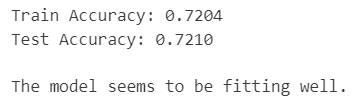 Train Accuracy: 0.7204
Test Accuracy: 0.7210
The model seems to be fitting well.